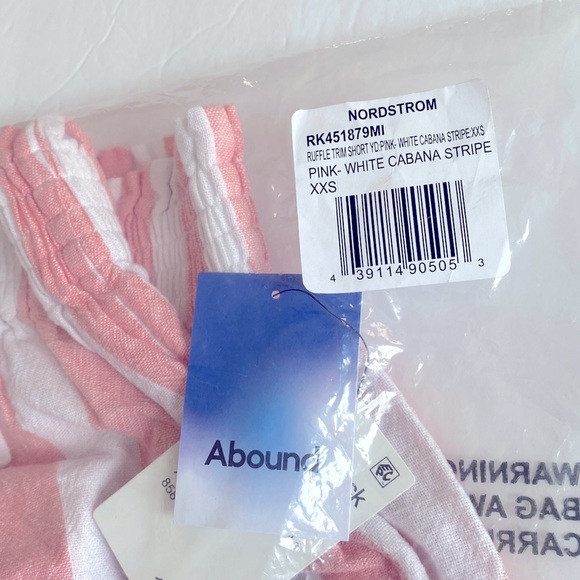 NORDSTROM
RK451879MI
RUFFLE TRIM SHORT YD:PINK- WHITE CABANA STRIPE:XXS
PINK- WHITE CABANA STRIPE
XXS
4 39114 90505 3
Abound
WARNING
BAG AW
CARRI